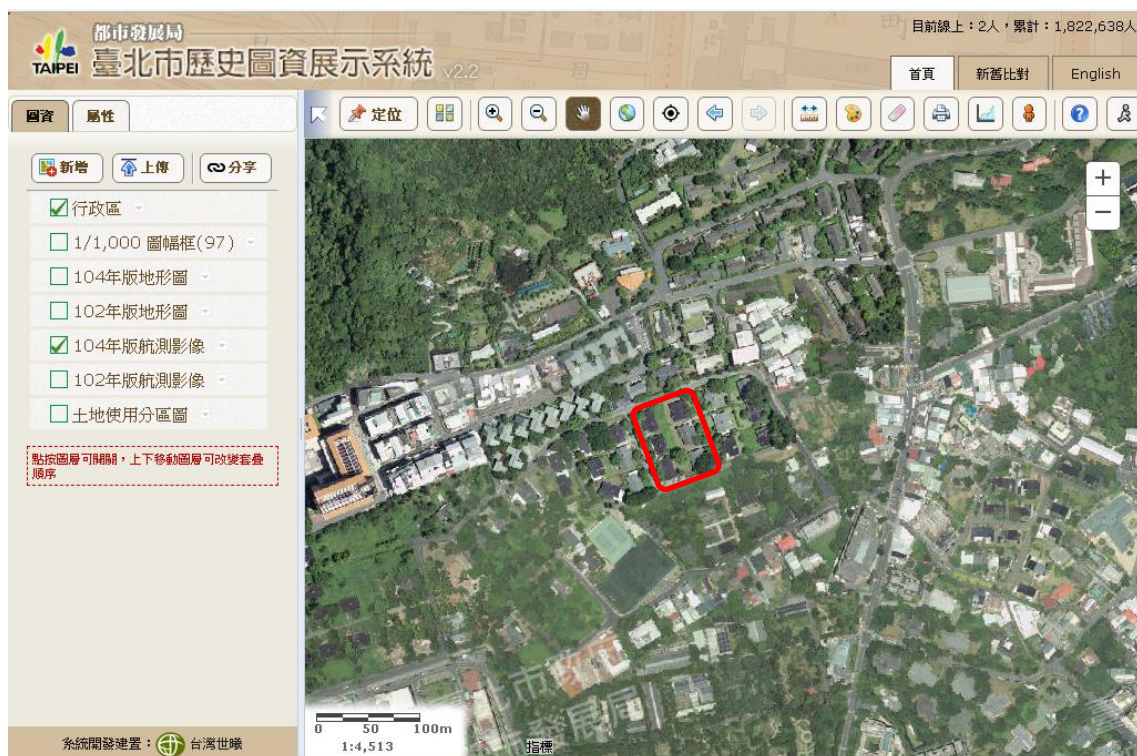 都市發展局
臺北市歷史圖資展示系統 v2.2
TAIPEI
目前線上：2人，累計：1,822,638人
首頁
新舊比對
English
圖資
屬性
定位
新增
上傳
分享
行政區
1/1,000 圖幅框(97)
104年版地形圖
102年版地形圖
104年版航測影像
102年版航測影像
土地使用分區圖
點按圖層可開關，上下移動圖層可改變套疊
順序
0 50 100m
1:4,513
指標
系統開發建置：台灣世曦